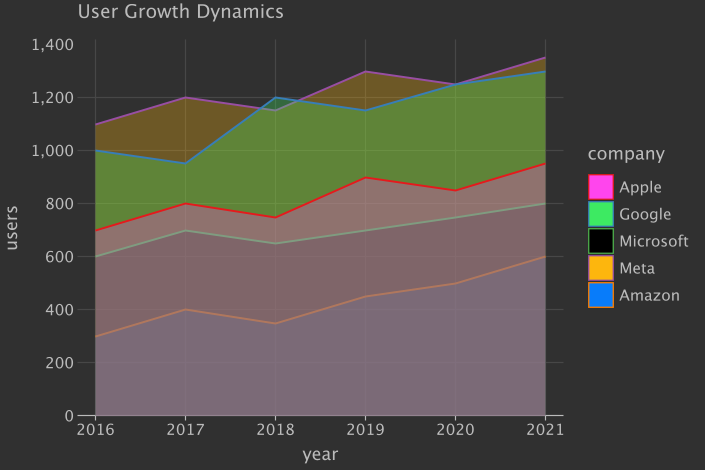 User Growth Dynamics
1,400
1,200
1,000
800
600
400
200
0
users
2016 2017 2018 2019 2020 2021
year
company
Apple
Google
Microsoft
Meta
Amazon